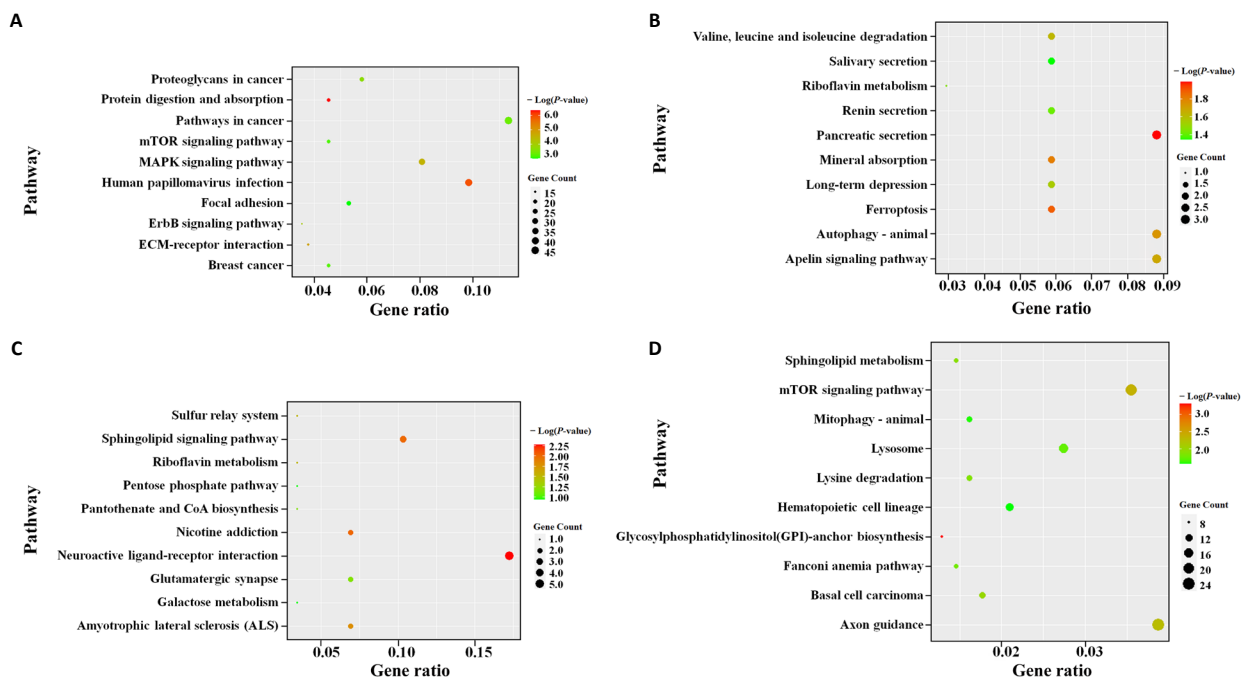 A
Proteoglycans in cancer
Protein digestion and absorption
Pathways in cancer
mTOR signaling pathway
MAPK signaling pathway
Human papillomavirus infection
Focal adhesion
ErbB signaling pathway
ECM-receptor interaction
Breast cancer
Pathway
0.04 0.06 0.08 0.10
Gene ratio
− Log(P-value)
6.0
5.0
4.0
3.0
Gene Count
15
20
25
30
35
40
45
B
Valine, leucine and isoleucine degradation
Salivary secretion
Riboflavin metabolism
Renin secretion
Pancreatic secretion
Mineral absorption
Long-term depression
Ferroptosis
Autophagy - animal
Apelin signaling pathway
Pathway
0.03 0.04 0.05 0.06 0.07 0.08 0.09
Gene ratio
− Log(P-value)
1.8
1.6
1.4
Gene Count
1.0
1.5
2.0
2.5
3.0
C
Sulfur relay system
Sphingolipid signaling pathway
Riboflavin metabolism
Pentose phosphate pathway
Pantothenate and CoA biosynthesis
Nicotine addiction
Neuroactive ligand-receptor interaction
Glutamatergic synapse
Galactose metabolism
Amyotrophic lateral sclerosis (ALS)
Pathway
0.05 0.10 0.15
Gene ratio
− Log(P-value)
2.25
2.00
1.75
1.50
1.25
1.00
Gene Count
1.0
2.0
3.0
4.0
5.0
D
Sphingolipid metabolism
mTOR signaling pathway
Mitophagy - animal
Lysosome
Lysine degradation
Hematopoietic cell lineage
Glycosylphosphatidylinositol(GPI)-anchor biosynthesis
Fanconi anemia pathway
Basal cell carcinoma
Axon guidance
Pathway
0.02 0.03
Gene ratio
− Log(P-value)
3.0
2.5
2.0
Gene Count
8
12
16
20
24